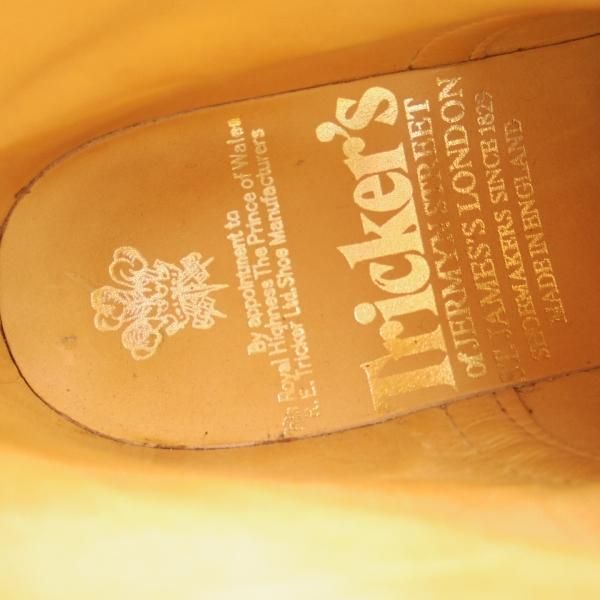 By appointment to
His Royal Highness The Prince of Wales
R. E. Tricker Ltd. Shoe Manufacturers
Tricker's
of JERMYN STREET
ST. JAMES'S LONDON
SHOEMAKERS SINCE 1829
MADE IN ENGLAND